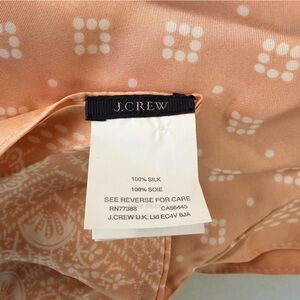 J.CREW
100% SILK
100% SOIE
SEE REVERSE FOR CARE
RN77388 CA56445
J.CREW U.K. Ltd EC4V 6JA